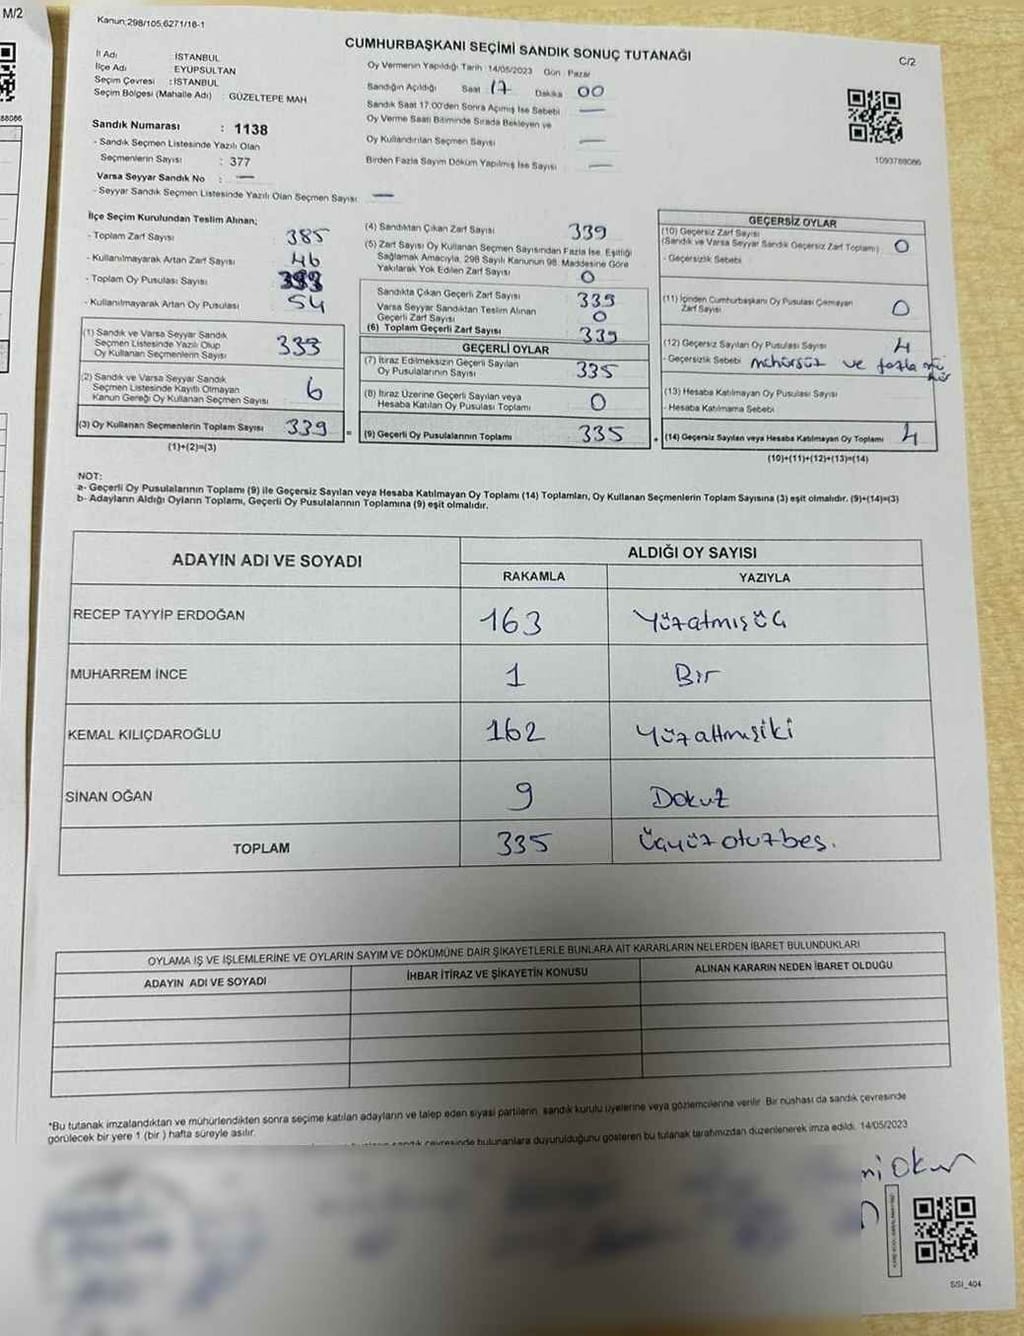 M/2
88086
Kanun;298/105,6271/16-1
CUMHURBAŞKANI SEÇİMİ SANDIK SONUÇ TUTANAĞI
C/2
İl Adı : İSTANBUL
İlçe Adı : EYÜPSULTAN
Seçim Çevresi : İSTANBUL
Seçim Bölgesi (Mahalle Adı) : GÜZELTEPE MAH
Oy Vermenin Yapıldığı Tarih :14/05/2023 Gün : Pazar
Sandığın Açıldığı Saat 17 Dakika 00
Sandık Saat 17:00'den Sonra Açımış İse Sebebi —
Oy Verme Saati Bitiminde Sırada Bekleyen ve
Oy Kullandırılan Seçmen Sayısı —
Birden Fazla Sayım Döküm Yapılmış İse Sayısı —
1093788086
Sandık Numarası : 1138
- Sandık Seçmen Listesinde Yazılı Olan
Seçmenlerin Sayısı : 377
Varsa Seyyar Sandık No : —
- Seyyar Sandık Seçmen Listesinde Yazılı Olan Seçmen Sayısı : —
İlçe Seçim Kurulundan Teslim Alınan;
- Toplam Zarf Sayısı 385
- Kullanılmayarak Artan Zarf Sayısı 46
- Toplam Oy Pusulası Sayısı
- Kullanılmayarak Artan Oy Pusulası 54
(1) Sandık ve Varsa Seyyar Sandık
Seçmen Listesinde Yazılı Olup
Oy Kullanan Seçmenlerin Sayısı 333
(2) Sandık ve Varsa Seyyar Sandık
Seçmen Listesinde Kayıtlı Olmayan
Kanun Gereği Oy Kullanan Seçmen Sayısı 6
(3) Oy Kullanan Seçmenlerin Toplam Sayısı 339
(1)+(2)=(3)
(4) Sandıktan Çıkan Zarf Sayısı 339
(5) Zarf Sayısı Oy Kullanan Seçmen Sayısından Fazla İse, Eşitliği
Sağlamak Amacıyla, 298 Sayılı Kanunun 98. Maddesine Göre
Yakılarak Yok Edilen Zarf Sayısı 0
Sandıkta Çıkan Geçerli Zarf Sayısı 339
Varsa Seyyar Sandıktan Teslim Alınan
Geçerli Zarf Sayısı 0
(6) Toplam Geçerli Zarf Sayısı 339
GEÇERLİ OYLAR
(7) İtiraz Edilmeksizin Geçerli Sayılan
Oy Pusulalarının Sayısı 335
(8) İtiraz Üzerine Geçerli Sayılan veya
Hesaba Katılan Oy Pusulası Toplamı 0
= (9) Geçerli Oy Pusulalarının Toplamı 335
GEÇERSİZ OYLAR
(10) Geçersiz Zarf Sayısı
(Sandık ve Varsa Seyyar Sandık Geçersiz Zarf Toplamı) 0
- Geçersizlik Sebebi
(11) İçinden Cumhurbaşkanı Oy Pusulası Çıkmayan
Zarf Sayısı 0
(12) Geçersiz Sayılan Oy Pusulası Sayısı 4
- Geçersizlik Sebebi mühürsüz ve fazla mü
hür
(13) Hesaba Katılmayan Oy Pusulası Sayısı
- Hesaba Katılmama Sebebi
+ (14) Geçersiz Sayılan veya Hesaba Katılmayan Oy Toplamı 4
(10)+(11)+(12)+(13)=(14)
NOT:
a- Geçerli Oy Pusulalarının Toplamı (9) ile Geçersiz Sayılan veya Hesaba Katılmayan Oy Toplamı (14) Toplamları, Oy Kullanan Seçmenlerin Toplam Sayısına (3) eşit olmalıdır. (9)+(14)=(3)
b- Adayların Aldığı Oyların Toplamı, Geçerli Oy Pusulalarının Toplamına (9) eşit olmalıdır.
ADAYIN ADI VE SOYADI
ALDIĞI OY SAYISI
RAKAMLA YAZIYLA
RECEP TAYYİP ERDOĞAN 163 Yüzatmışüç
MUHARREM İNCE 1 Bir
KEMAL KILIÇDAROĞLU 162 Yüzaltmışiki
SİNAN OĞAN 9 Dokuz
TOPLAM 335 Üçyüzotuzbeş.
OYLAMA İŞ VE İŞLEMLERİNE VE OYLARIN SAYIM VE DÖKÜMÜNE DAİR ŞİKAYETLERLE BUNLARA AİT KARARLARIN NELERDEN İBARET BULUNDUKLARI
ADAYIN ADI VE SOYADI İHBAR İTİRAZ VE ŞİKAYETİN KONUSU ALINAN KARARIN NEDEN İBARET OLDUĞU
*Bu tutanak imzalandıktan ve mühürlendikten sonra seçime katılan adayların ve talep eden siyasi partilerin, sandık kurulu üyelerine veya gözlemcilerine verilir. Bir nüshası da sandık çevresinde
görülecek bir yere 1 (bir ) hafta süreyle asılır.
sandık çevresinde bulunanlara duyurulduğunu gösteren bu tutanak tarafımızdan düzenlenerek imza edildi. 14/05/2023
ni Okur
SSI_404